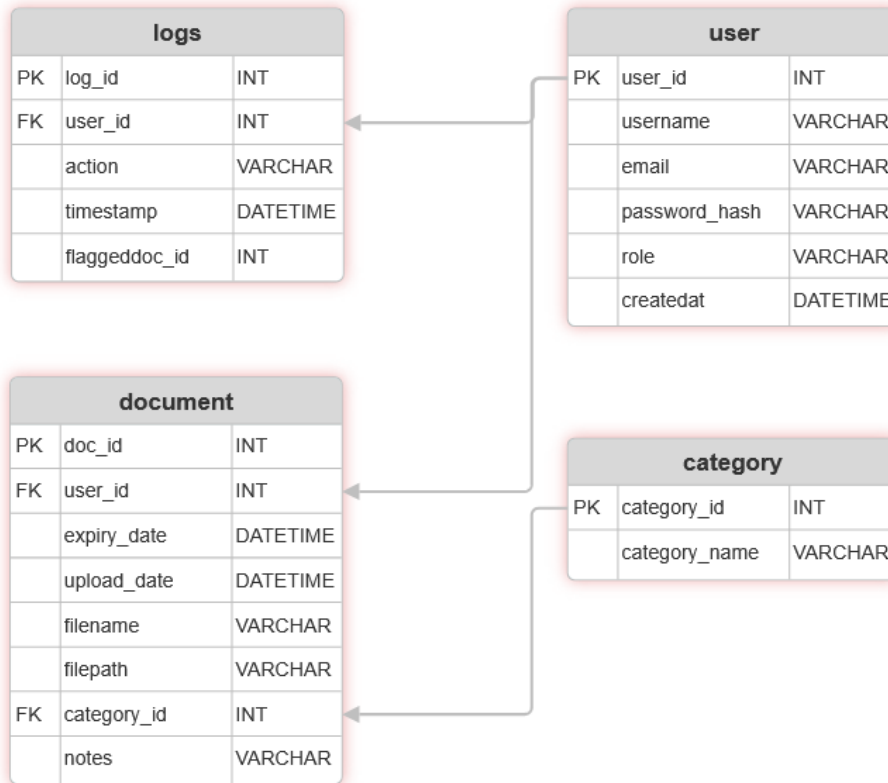 logs
PK log_id INT
FK user_id INT
action VARCHAR
timestamp DATETIME
flaggeddoc_id INT
user
PK user_id INT
username VARCHAR
email VARCHAR
password_hash VARCHAR
role VARCHAR
createdat DATETIME
document
PK doc_id INT
FK user_id INT
expiry_date DATETIME
upload_date DATETIME
filename VARCHAR
filepath VARCHAR
FK category_id INT
notes VARCHAR
category
PK category_id INT
category_name VARCHAR